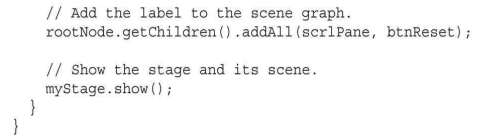 // Add the label to the scene graph.
rootNode.getChildren().addAll(scrlPane, btnReset);
// Show the stage and its scene.
myStage.show();
}
}